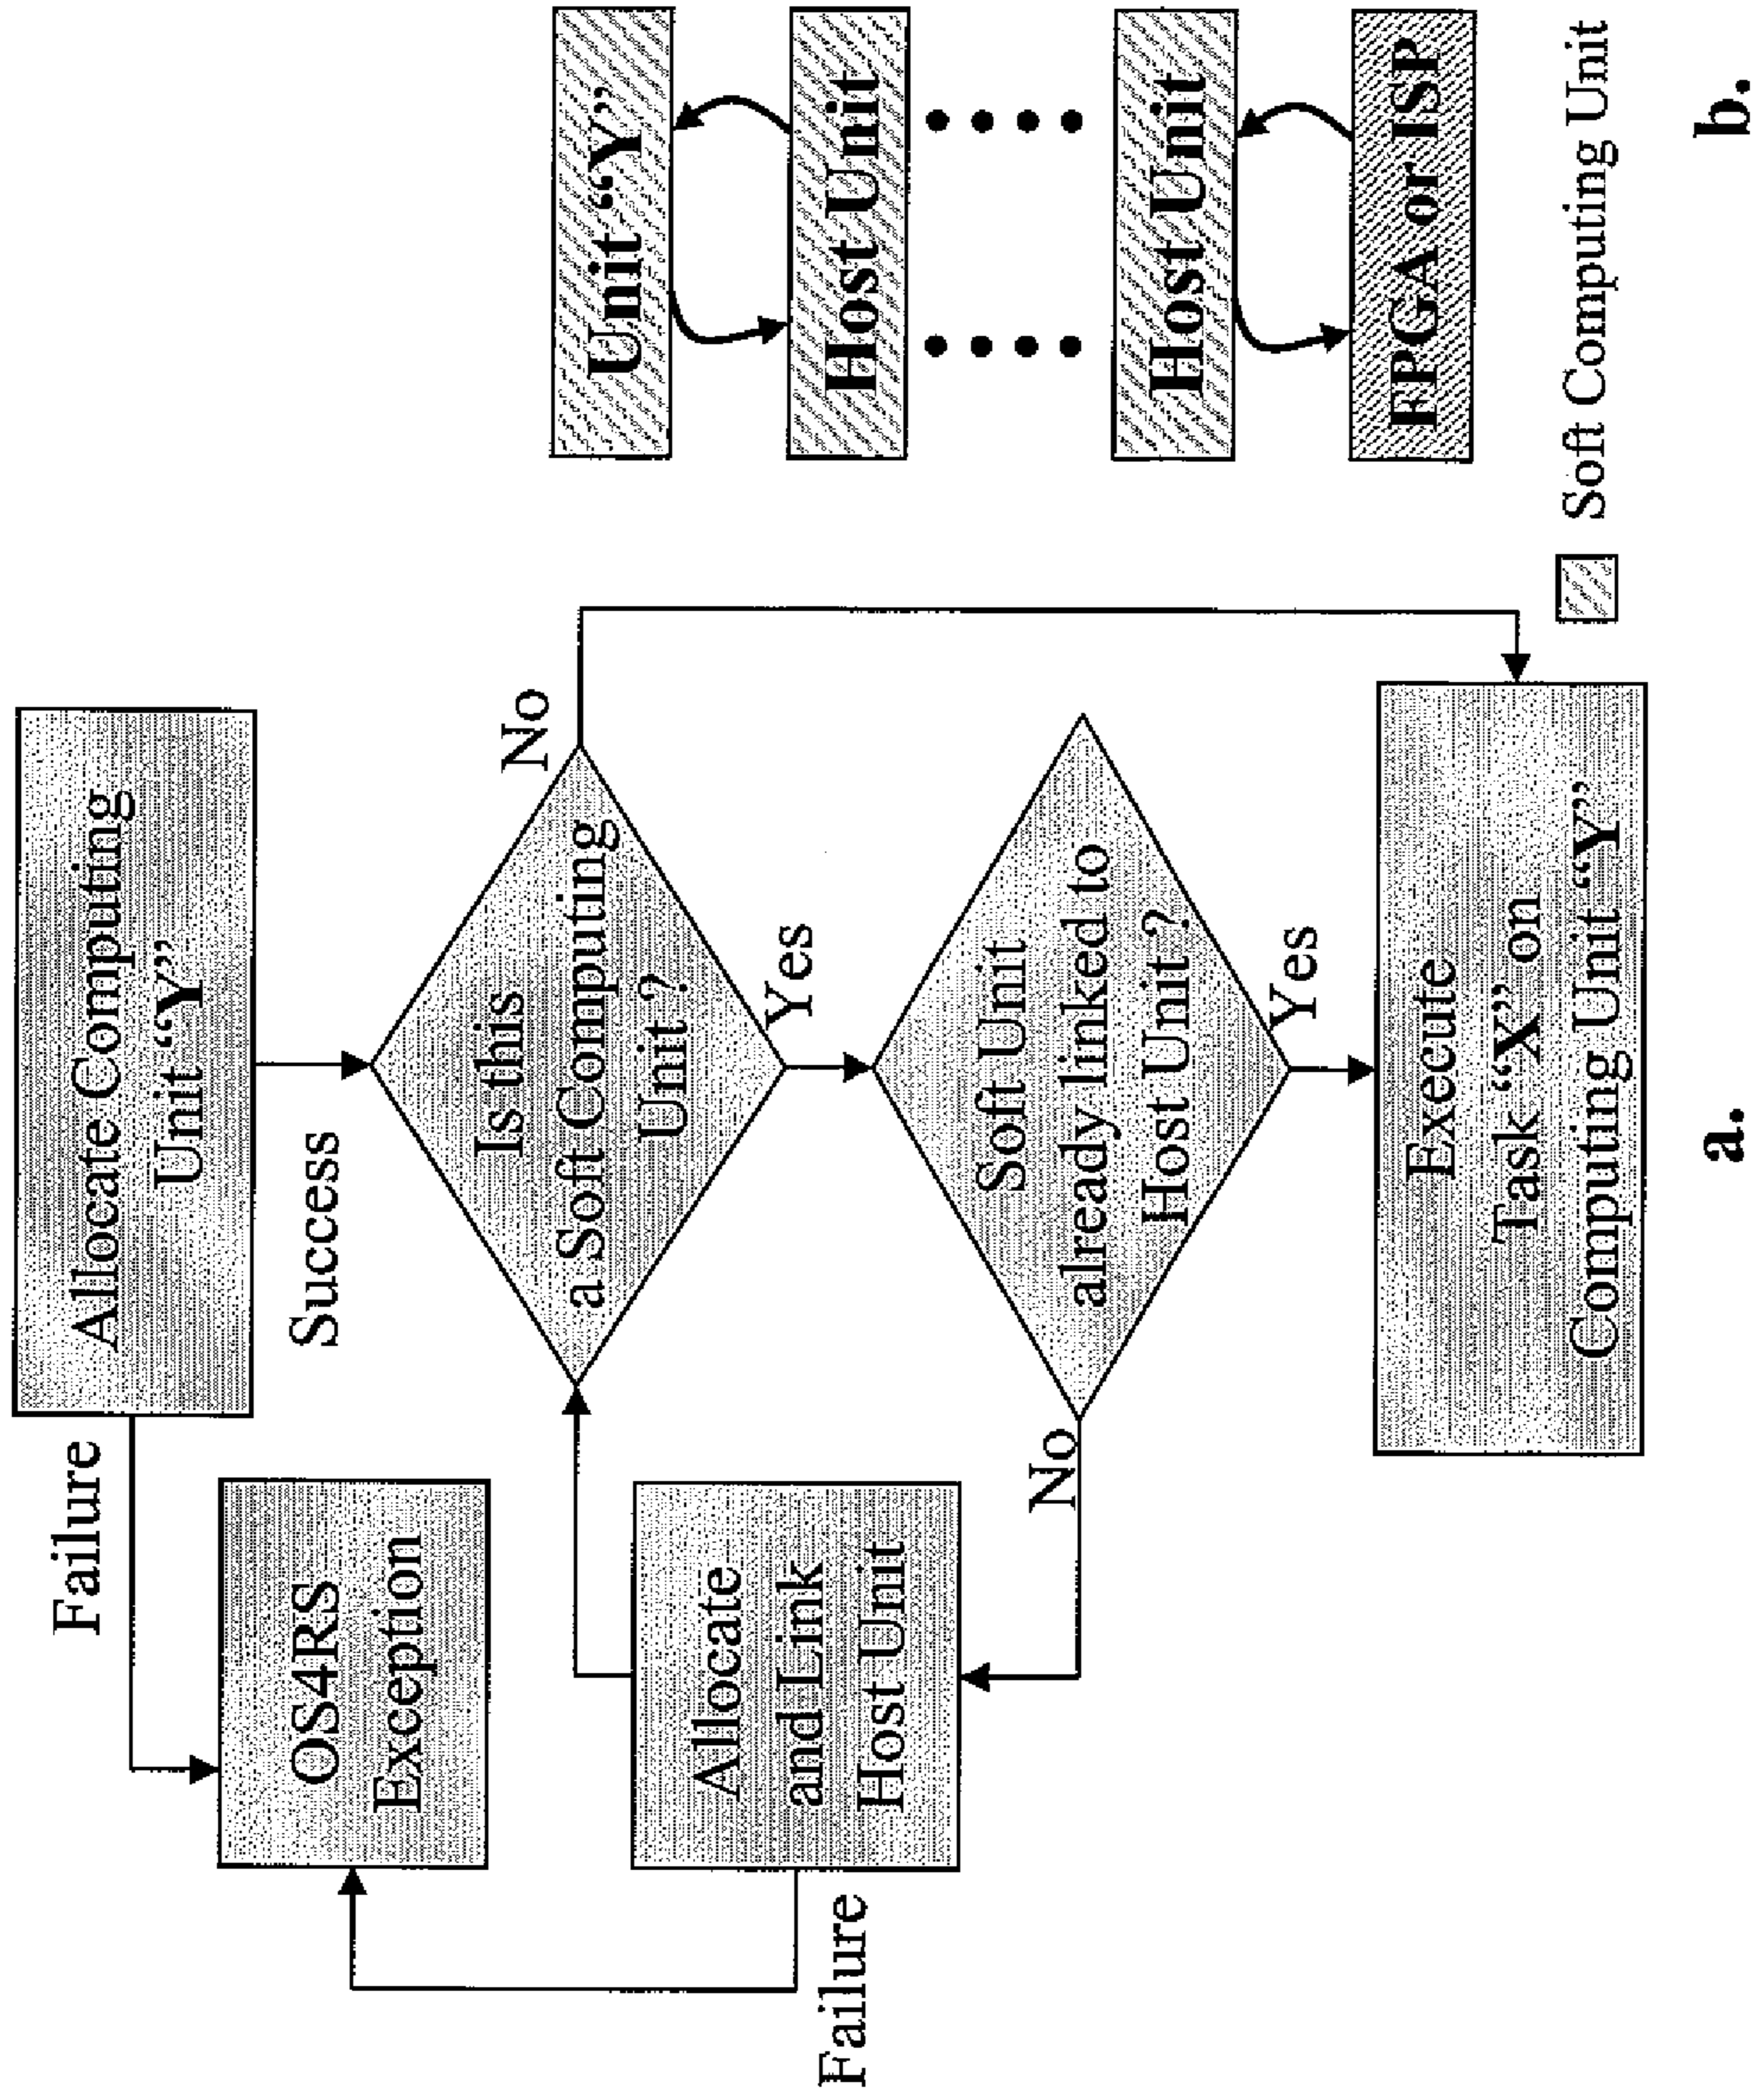 Allocate Computing
Unit “Y”
Failure
Success
OS4RS
Exception
Is this
a Soft Computing
Unit ?
No
Yes
Allocate
and Link
Host Unit
Failure
Soft Unit
already linked to
Host Unit ?
No
Yes
Execute
Task “X” on
Computing Unit “Y”
a.
Unit “Y”
Host Unit
Host Unit
FPGA or ISP
Soft Computing Unit
b.